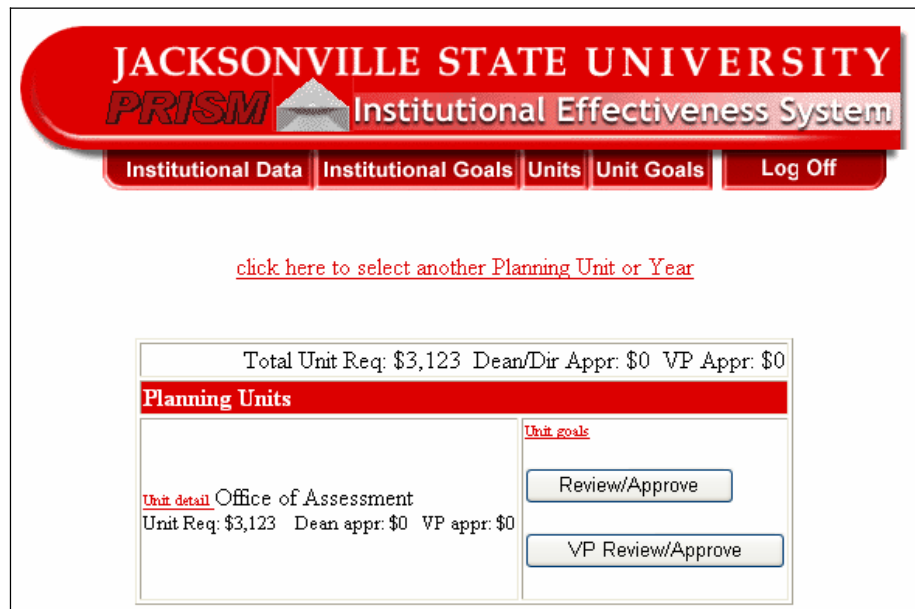 JACKSONVILLE STATE UNIVERSITY
PRISM Institutional Effectiveness System
Institutional Data Institutional Goals Units Unit Goals Log Off
click here to select another Planning Unit or Year
Total Unit Req: $3,123 Dean/Dir Appr: $0 VP Appr: $0
Planning Units
Unit goals
Review/Approve
Unit detail Office of Assessment
Unit Req: $3,123 Dean appr: $0 VP appr: $0
VP Review/Approve